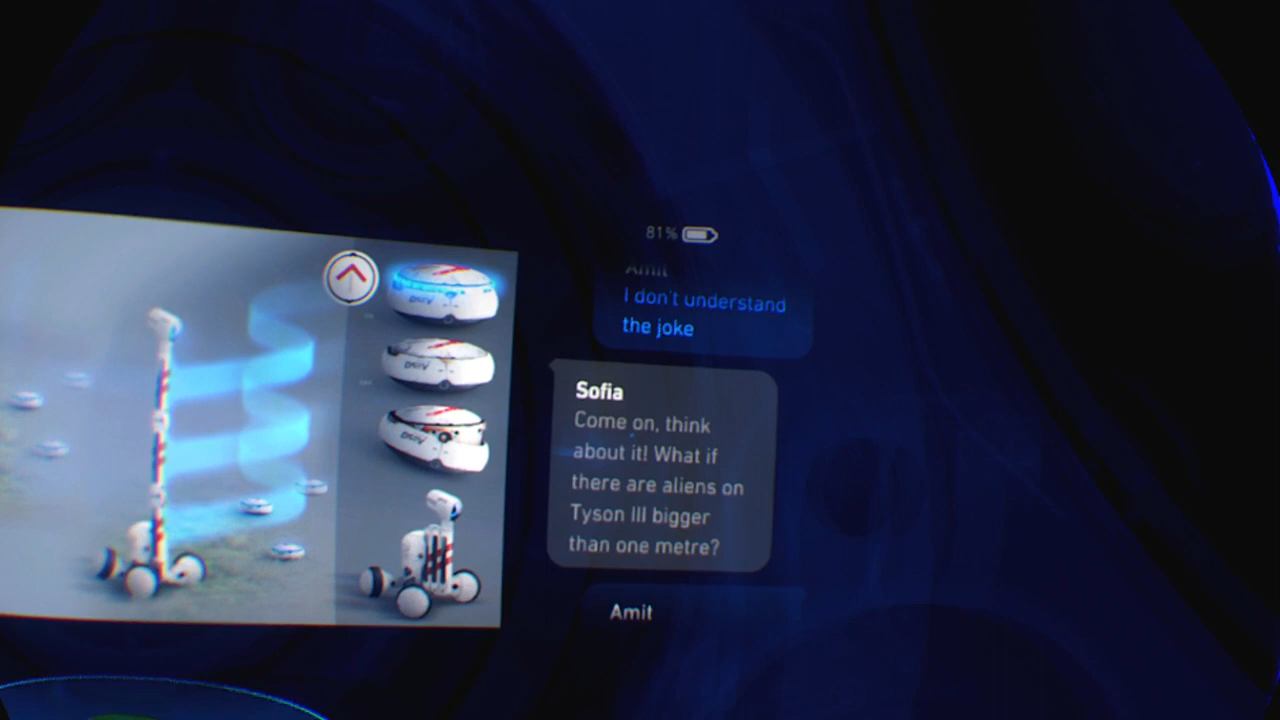 81%
Amit
I don't understand
the joke
Sofia
Come on, think
about it! What if
there are aliens on
Tyson III bigger
than one metre?
Amit